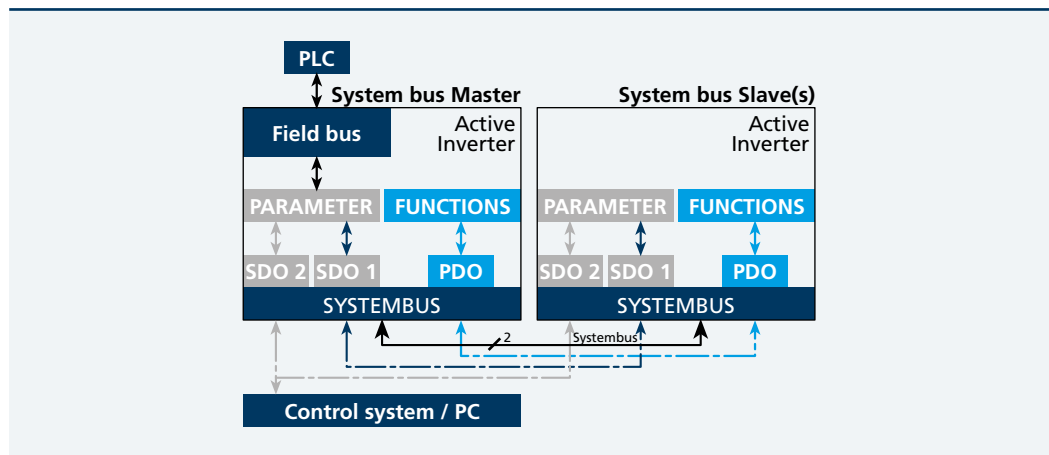 PLC
System bus Master
System bus Slave(s)
Field bus
Active
Inverter
Active
Inverter
PARAMETER
FUNCTIONS
PARAMETER
FUNCTIONS
SDO 2
SDO 1
PDO
SDO 2
SDO 1
PDO
SYSTEMBUS
SYSTEMBUS
2
Systembus
Control system / PC